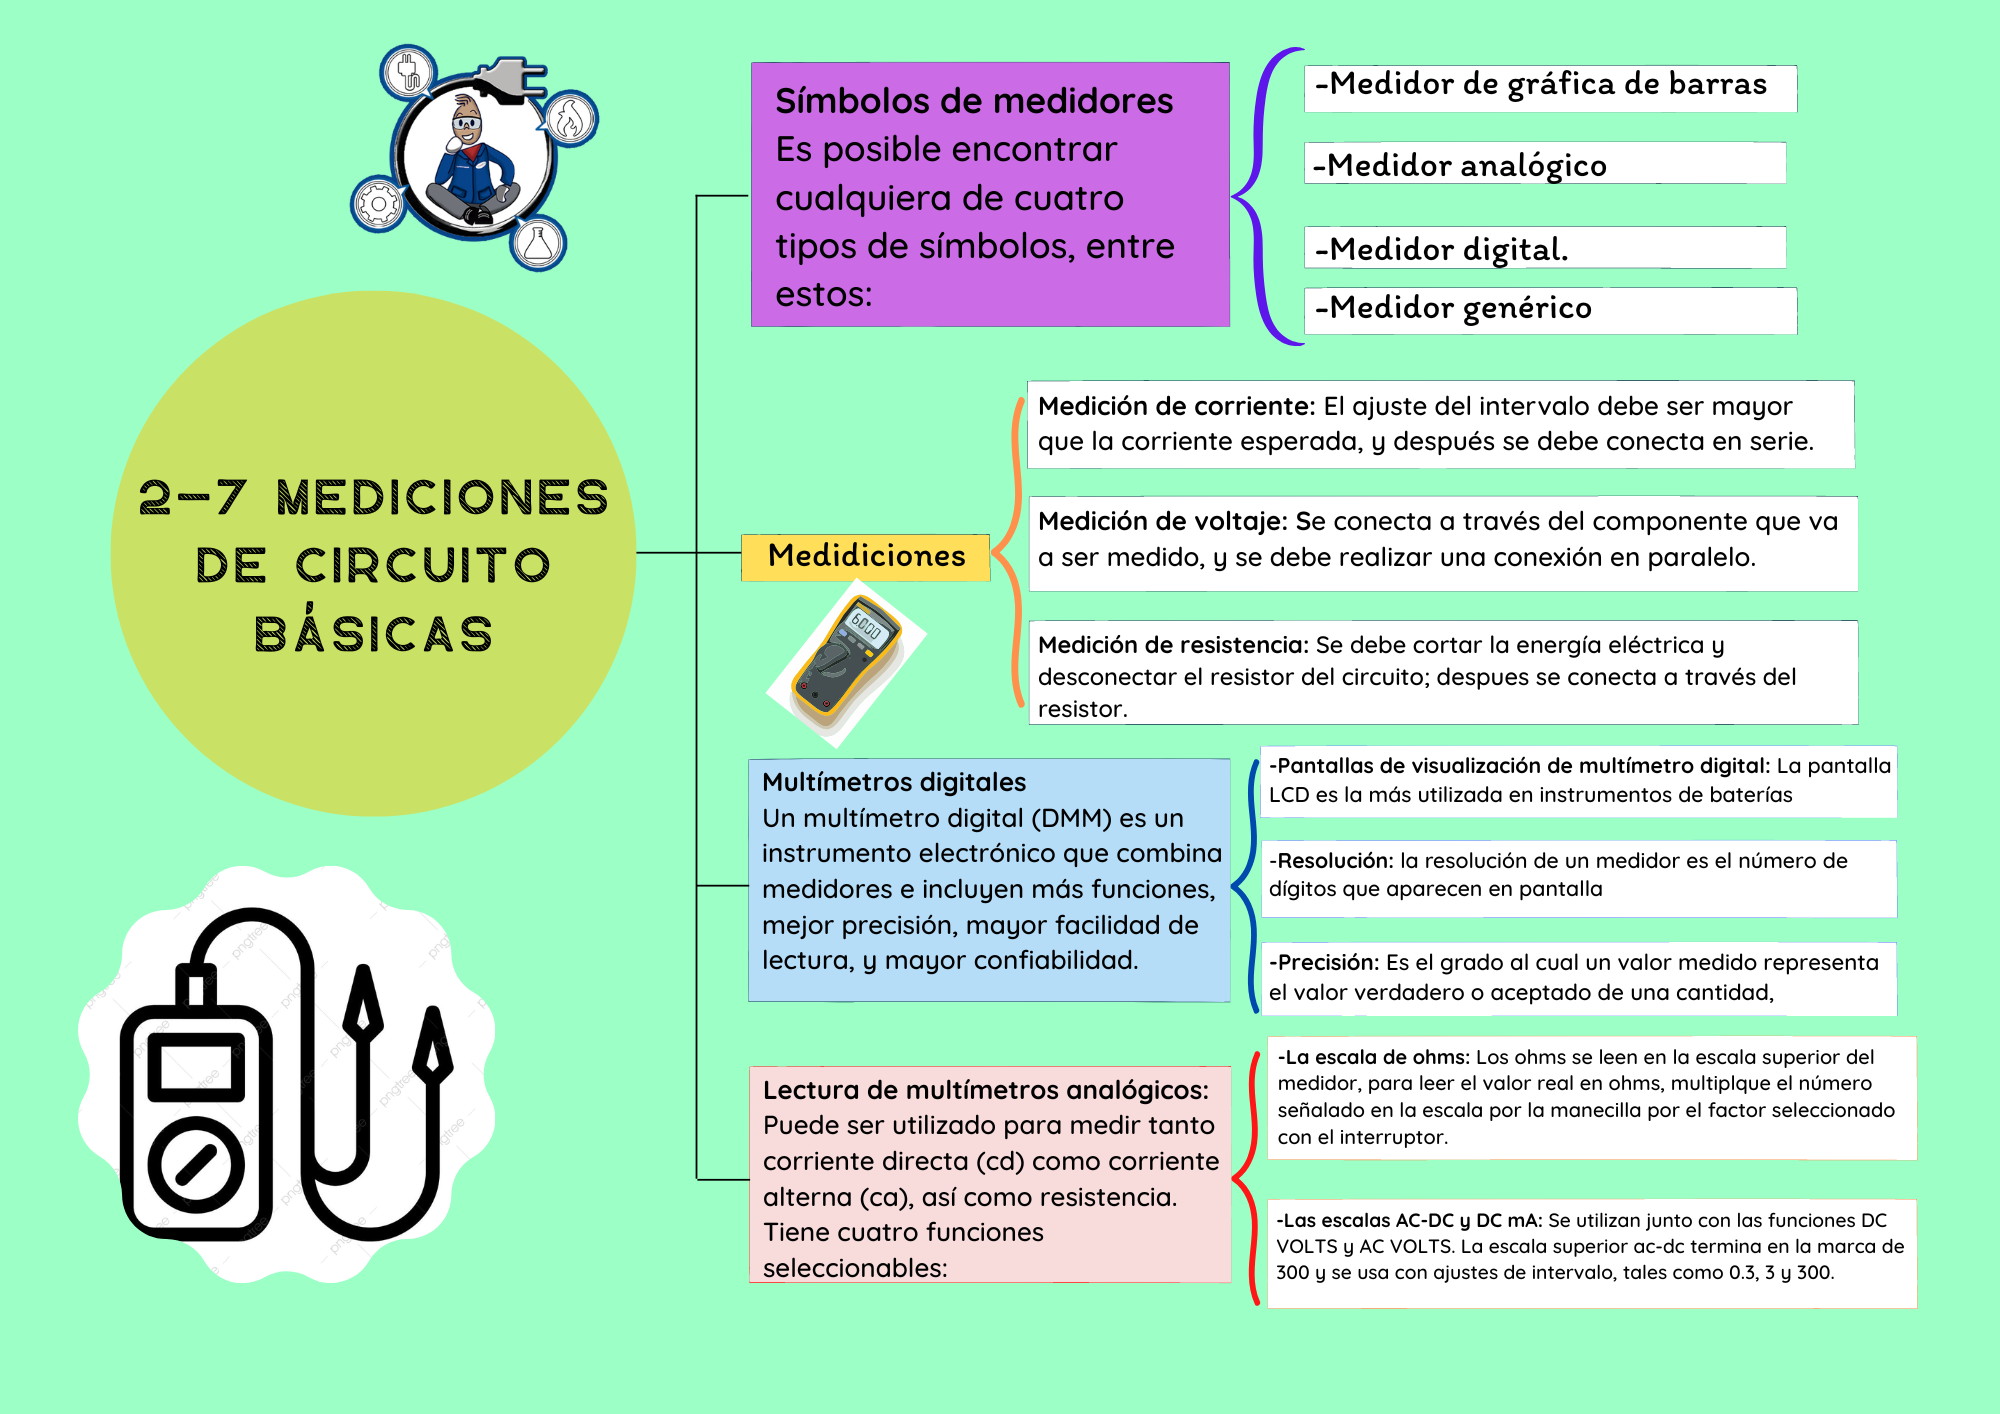 2-7 MEDICIONES
DE CIRCUITO
BÁSICAS
Símbolos de medidores
Es posible encontrar
cualquiera de cuatro
tipos de símbolos, entre
estos:
-Medidor de gráfica de barras
-Medidor analógico
-Medidor digital.
-Medidor genérico
Medidiciones
6.000
Medición de corriente: El ajuste del intervalo debe ser mayor
que la corriente esperada, y después se debe conecta en serie.
Medición de voltaje: Se conecta a través del componente que va
a ser medido, y se debe realizar una conexión en paralelo.
Medición de resistencia: Se debe cortar la energía eléctrica y
desconectar el resistor del circuito; despues se conecta a través del
resistor.
Multímetros digitales
Un multímetro digital (DMM) es un
instrumento electrónico que combina
medidores e incluyen más funciones,
mejor precisión, mayor facilidad de
lectura, y mayor confiabilidad.
-Pantallas de visualización de multímetro digital: La pantalla
LCD es la más utilizada en instrumentos de baterías
-Resolución: la resolución de un medidor es el número de
dígitos que aparecen en pantalla
-Precisión: Es el grado al cual un valor medido representa
el valor verdadero o aceptado de una cantidad,
Lectura de multímetros analógicos:
Puede ser utilizado para medir tanto
corriente directa (cd) como corriente
alterna (ca), así como resistencia.
Tiene cuatro funciones
seleccionables:
-La escala de ohms: Los ohms se leen en la escala superior del
medidor, para leer el valor real en ohms, multiplque el número
señalado en la escala por la manecilla por el factor seleccionado
con el interruptor.
-Las escalas AC-DC y DC mA: Se utilizan junto con las funciones DC
VOLTS y AC VOLTS. La escala superior ac-dc termina en la marca de
300 y se usa con ajustes de intervalo, tales como 0.3, 3 y 300.
pngtree